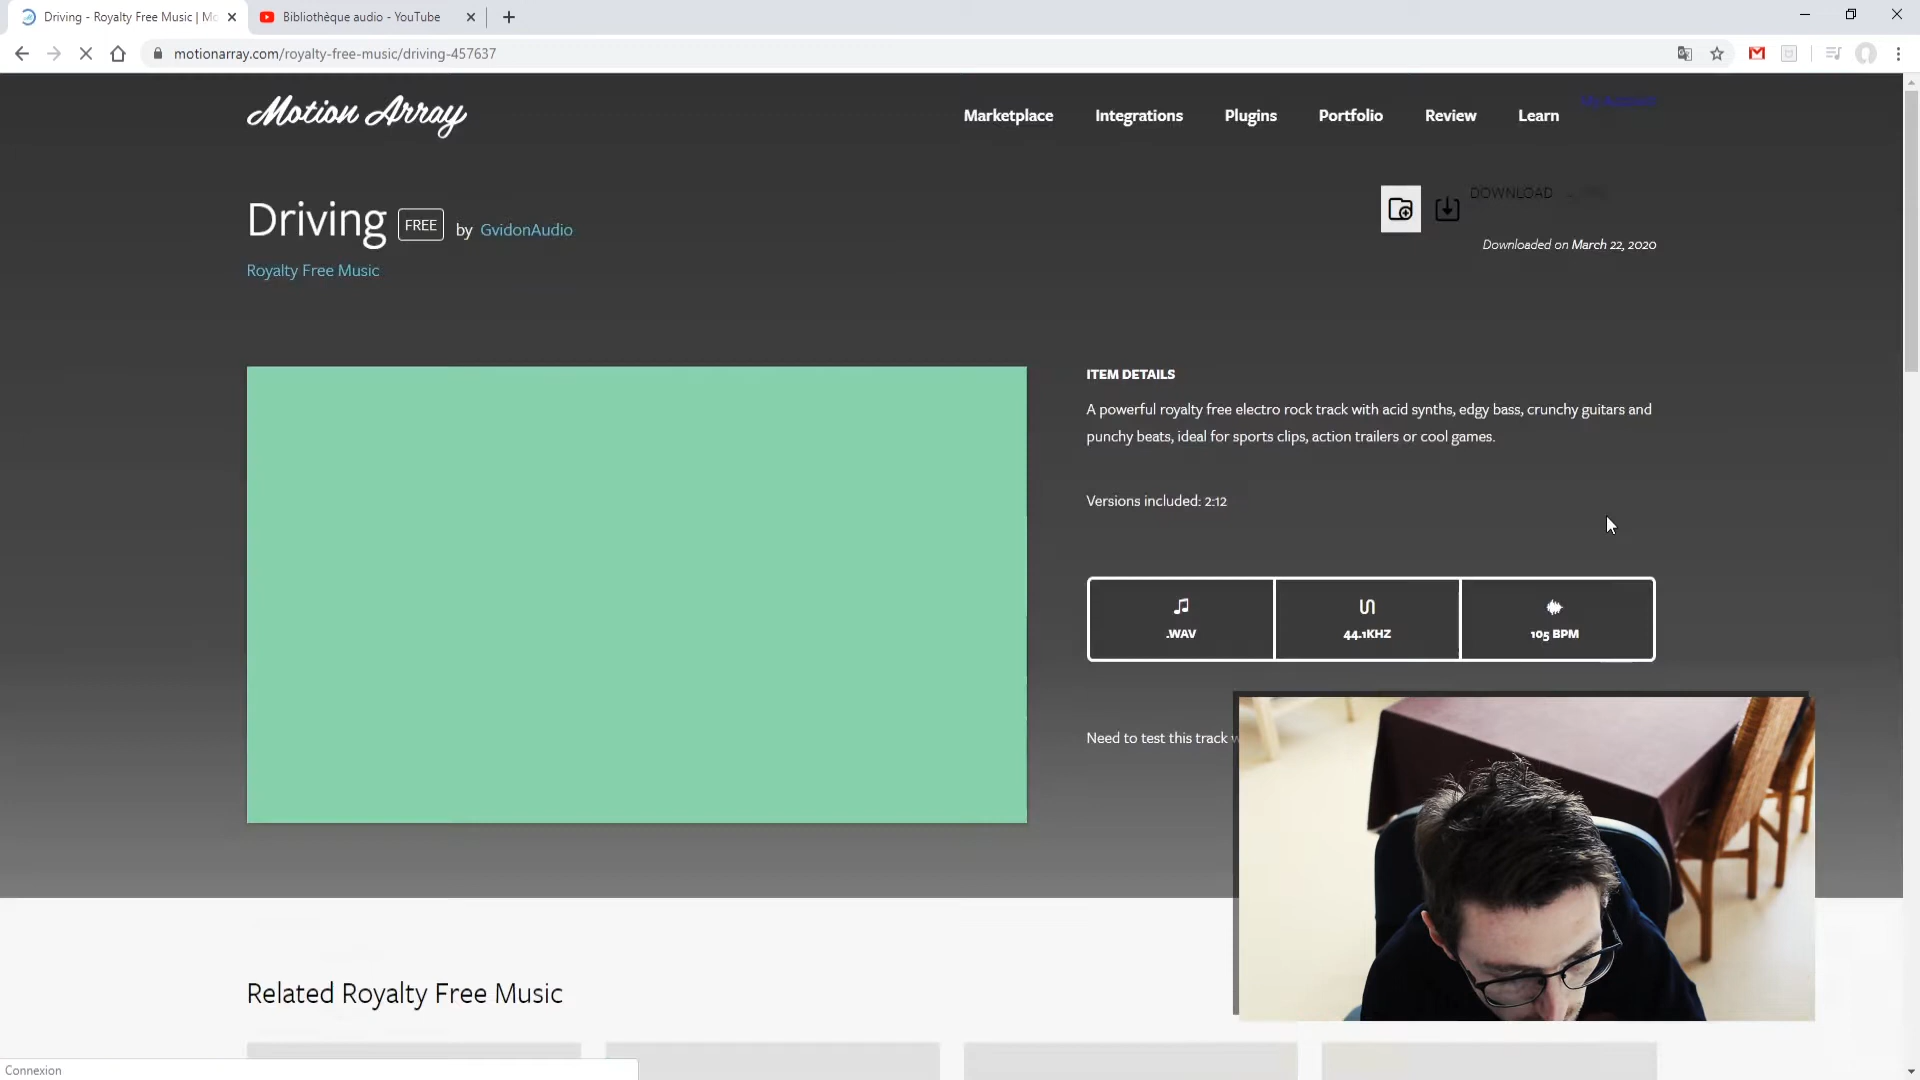 Driving - Royalty Free Music | Mo
Bibliothèque audio - YouTube
motionarray.com/royalty-free-music/driving-457637
Motion Array
Marketplace
Integrations
Plugins
Portfolio
Review
Learn
Driving FREE by GvidonAudio
DOWNLOAD
Downloaded on March 22, 2020
Royalty Free Music
ITEM DETAILS
A powerful royalty free electro rock track with acid synths, edgy bass, crunchy guitars and
punchy beats, ideal for sports clips, action trailers or cool games.
Versions included: 2:12
.WAV
44.1KHZ
105 BPM
Need to test this track
Related Royalty Free Music
Connexion